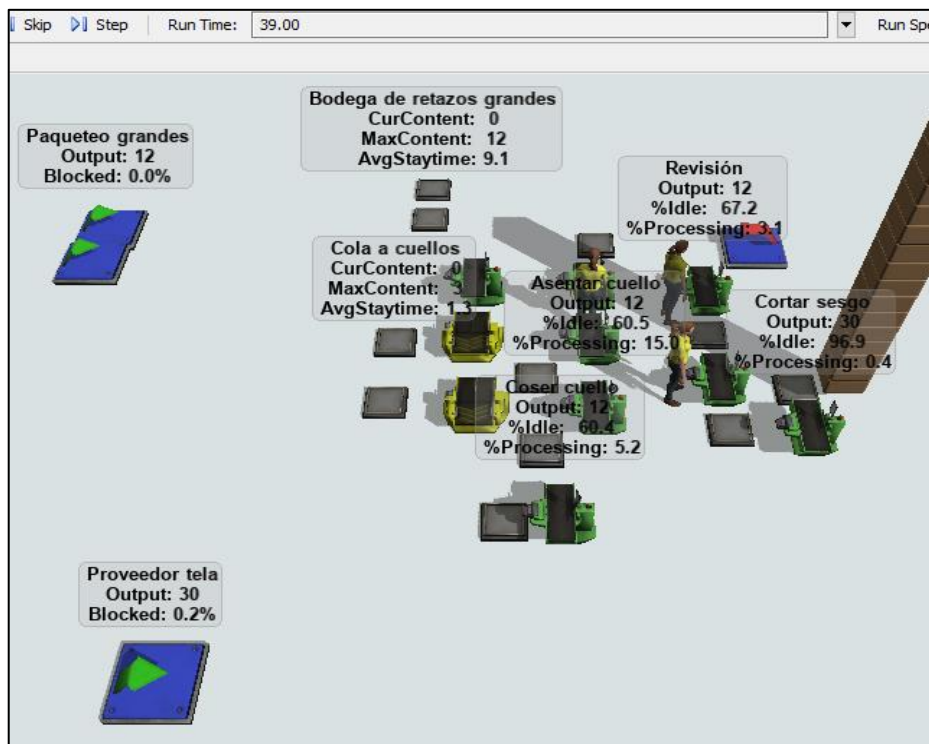 Skip Step Run Time: 39.00 Run Spe
Bodega de retazos grandes
CurContent: 0
MaxContent: 12
AvgStaytime: 9.1
Paqueteo grandes
Output: 12
Blocked: 0.0%
Revisión
Output: 12
%Idle: 67.2
%Processing: 3.1
Cola a cuellos
CurContent: 0
MaxContent: 3
AvgStaytime: 1.3
Asentar cuello
Output: 12
%Idle: 60.5
%Processing: 15.0
Cortar sesgo
Output: 30
%Idle: 96.9
%Processing: 0.4
Coser cuello
Output: 12
%Idle: 60.4
%Processing: 5.2
Proveedor tela
Output: 30
Blocked: 0.2%